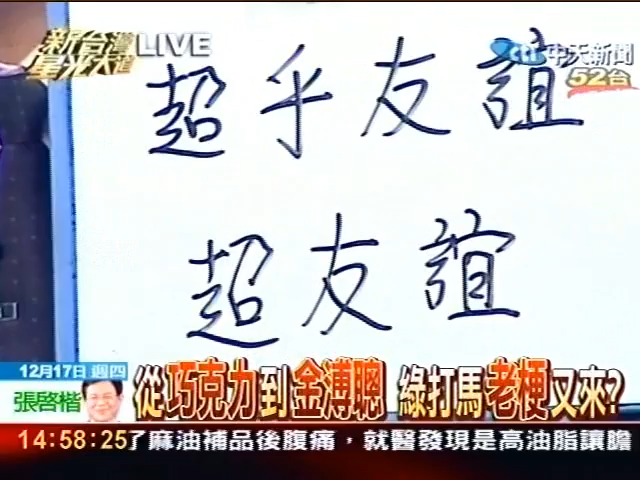 新台灣
星光大道
LIVE
中天新聞
52台
超乎友誼
超友誼
12月17日 週四
張啓楷
從巧克力到金溥聰 綠打馬老梗又來?
14:58:25了麻油補品後腹痛，就醫發現是高油脂讓膽